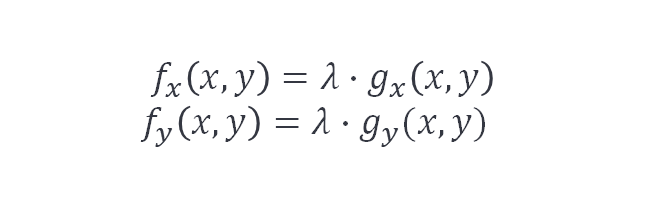 fₓ(x, y) = λ · gₓ(x, y)
f_y(x, y) = λ · g_y(x, y)